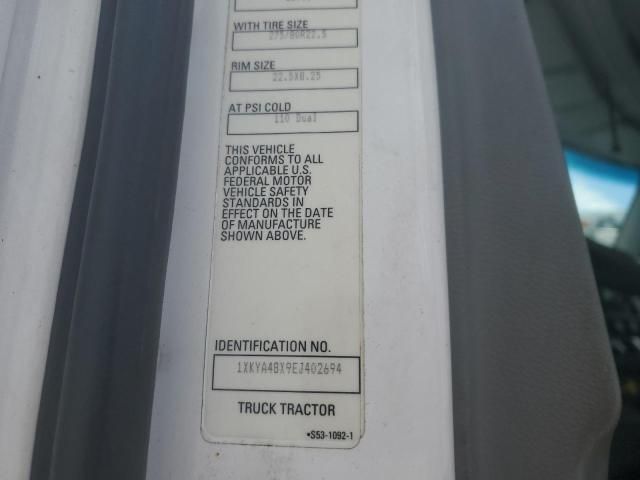 WITH TIRE SIZE
275/80R22.5
RIM SIZE
22.5X8.25
AT PSI COLD
110 Dual
THIS VEHICLE
CONFORMS TO ALL
APPLICABLE U.S.
FEDERAL MOTOR
VEHICLE SAFETY
STANDARDS IN
EFFECT ON THE DATE
OF MANUFACTURE
SHOWN ABOVE.
IDENTIFICATION NO.
1XKYA48X9EJ402694
TRUCK TRACTOR
•S53-1092-1